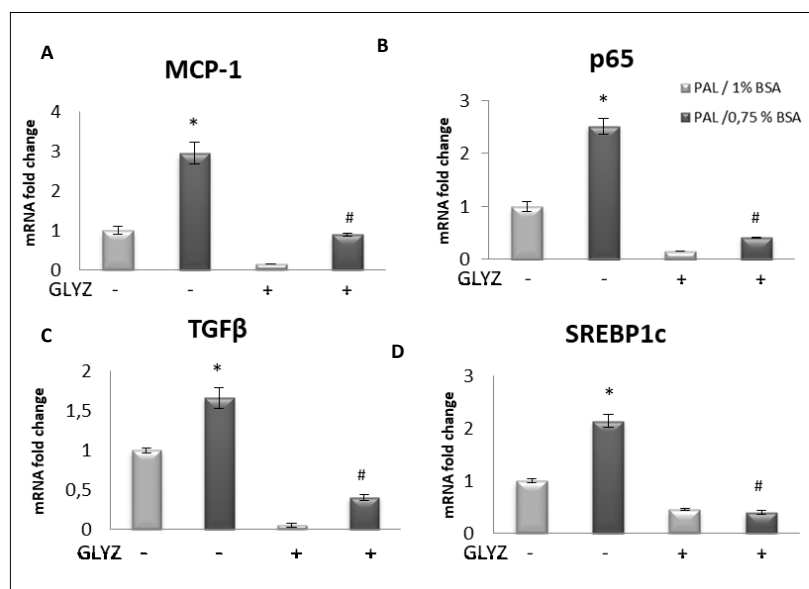 A
MCP-1
mRNA fold change
4
3
2
1
0
*
#
GLYZ - - + +
B
p65
mRNA fold change
3
2
1
0
*
#
GLYZ - - + +
PAL / 1% BSA
PAL /0,75 % BSA
C
TGFβ
mRNA fold change
2
1,5
1
0,5
0
*
#
GLYZ - - + +
D
SREBP1c
mRNA fold change
3
2
1
0
*
#
GLYZ - - + +